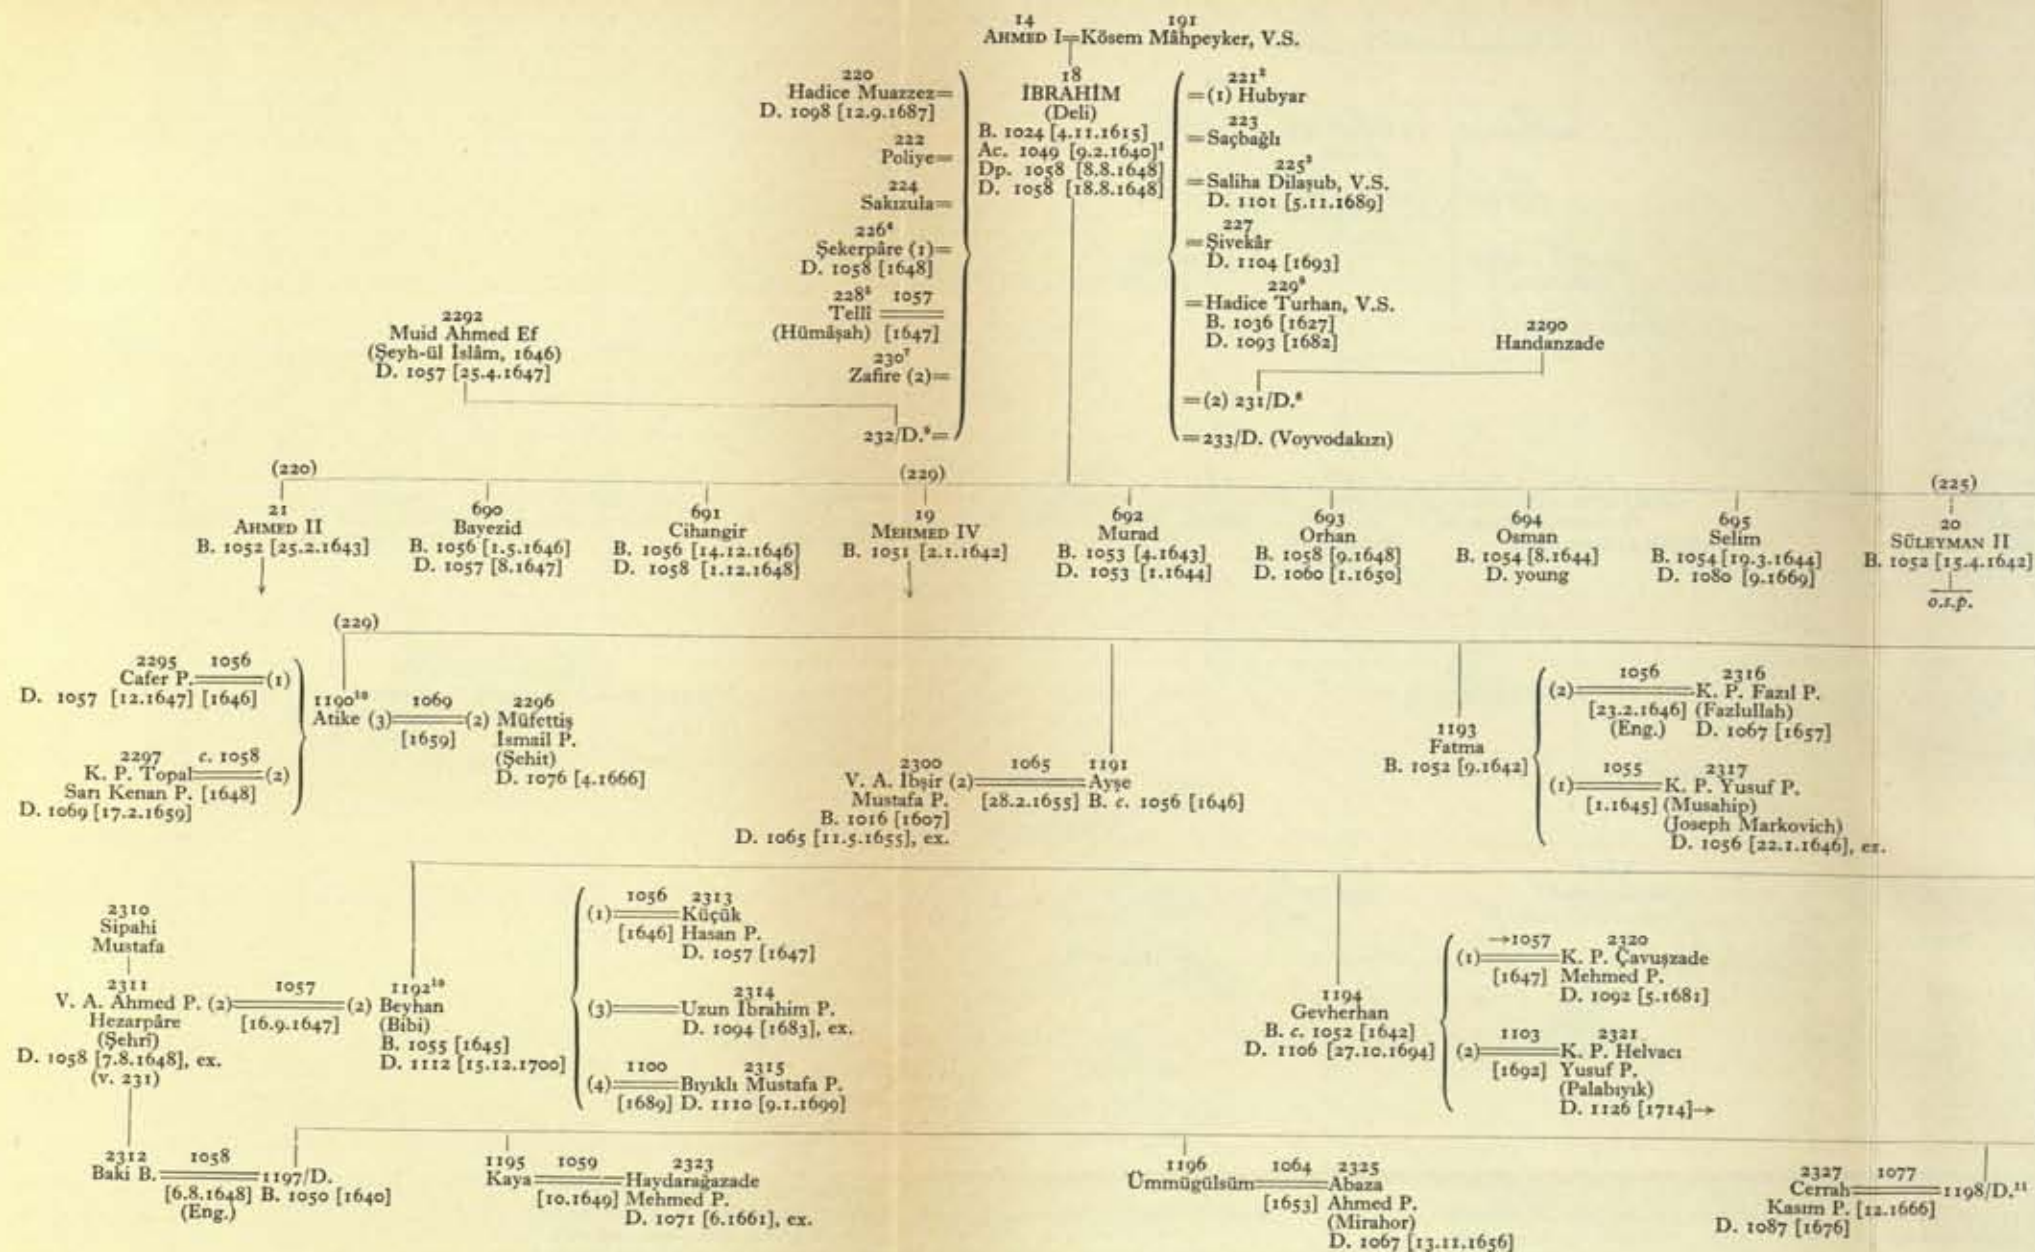 14 191
AHMED I=Kösem Mâhpeyker, V.S.
220
Hadice Muazzez=
D. 1098 [12.9.1687]
222
Poliye=
224
Sakızula=
226⁴
Şekerpâre (1)=
D. 1058 [1648]
228⁵ 1057
Tellî
(Hümâşah) [1647]
230⁷
Zafire (2)=
2292
Muid Ahmed Ef
(Şeyh-ül İslâm, 1646)
D. 1057 [25.4.1647]
232/D.⁹=
18
İBRAHİM
(Deli)
B. 1024 [4.11.1615]
Ac. 1049 [9.2.1640]¹
Dp. 1058 [8.8.1648]
D. 1058 [18.8.1648]
221²
=(1) Hubyar
223
=Saçbağlı
225³
=Saliha Dilaşub, V.S.
D. 1101 [5.11.1689]
227
=Şivekâr
D. 1104 [1693]
229⁶
=Hadice Turhan, V.S.
B. 1036 [1627]
D. 1093 [1682]
2290
Handanzade
=(2) 231/D.⁸
=233/D. (Voyvodakızı)
(220) (229) (225)
21
AHMED II
B. 1052 [25.2.1643]
690
Bayezid
B. 1056 [1.5.1646]
D. 1057 [8.1647]
691
Cihangir
B. 1056 [14.12.1646]
D. 1058 [1.12.1648]
19
MEHMED IV
B. 1051 [2.1.1642]
692
Murad
B. 1053 [4.1643]
D. 1053 [1.1644]
693
Orhan
B. 1058 [9.1648]
D. 1060 [1.1650]
694
Osman
B. 1054 [8.1644]
D. young
695
Selim
B. 1054 [19.3.1644]
D. 1080 [9.1669]
20
SÜLEYMAN II
B. 1052 [15.4.1642]
o.s.p.
(229)
2295 1056
Cafer P. (1)
D. 1057 [12.1647] [1646]
2297 c. 1058
K. P. Topal (2)
Sarı Kenan P. [1648]
D. 1069 [17.2.1659]
1190¹⁰ 1069 2296
Atike (3) (2) Müfettiş
[1659] İsmail P.
(Şehit)
D. 1076 [4.1666]
2300 1065 1191
V. A. İbşir (2) Ayşe
Mustafa P. [28.2.1655] B. c. 1056 [1646]
B. 1016 [1607]
D. 1065 [11.5.1655], ex.
1193
Fatma
B. 1052 [9.1642]
1056 2316
(2) K. P. Fazıl P.
[23.2.1646] (Fazlullah)
(Eng.) D. 1067 [1657]
1055 2317
(1) K. P. Yusuf P.
[1.1645] (Musahip)
(Joseph Markovich)
D. 1056 [22.1.1646], ex.
2310
Sipahi
Mustafa
2311 1057 1192¹⁰
V. A. Ahmed P. (2) (2) Beyhan
Hezarpâre [16.9.1647] (Bibi)
(Şehrî) B. 1055 [1645]
D. 1058 [7.8.1648], ex. D. 1112 [15.12.1700]
(v. 231)
1056 2313
(1) Küçük
[1646] Hasan P.
D. 1057 [1647]
2314
(3) Uzun İbrahim P.
D. 1094 [1683], ex.
1100 2315
(4) Bıyıklı Mustafa P.
[1689] D. 1110 [9.1.1699]
1194
Gevherhan
B. c. 1052 [1642]
D. 1106 [27.10.1694]
→1057 2320
(1) K. P. Çavuşzade
[1647] Mehmed P.
D. 1092 [5.1681]
1103 2321
(2) K. P. Helvacı
[1692] Yusuf P.
(Palabıyık)
D. 1126 [1714]→
2312 1058
Baki B. 1197/D.
[6.8.1648] B. 1050 [1640]
(Eng.)
1195 1059 2323
Kaya Haydarağazade
[10.1649] Mehmed P.
D. 1071 [6.1661], ex.
1196 1064 2325
Ümmügülsüm Abaza
[1653] Ahmed P.
(Mirahor)
D. 1067 [13.11.1656]
2327 1077
Cerrah 1198/D.¹¹
Kasım P. [12.1666]
D. 1087 [1676]